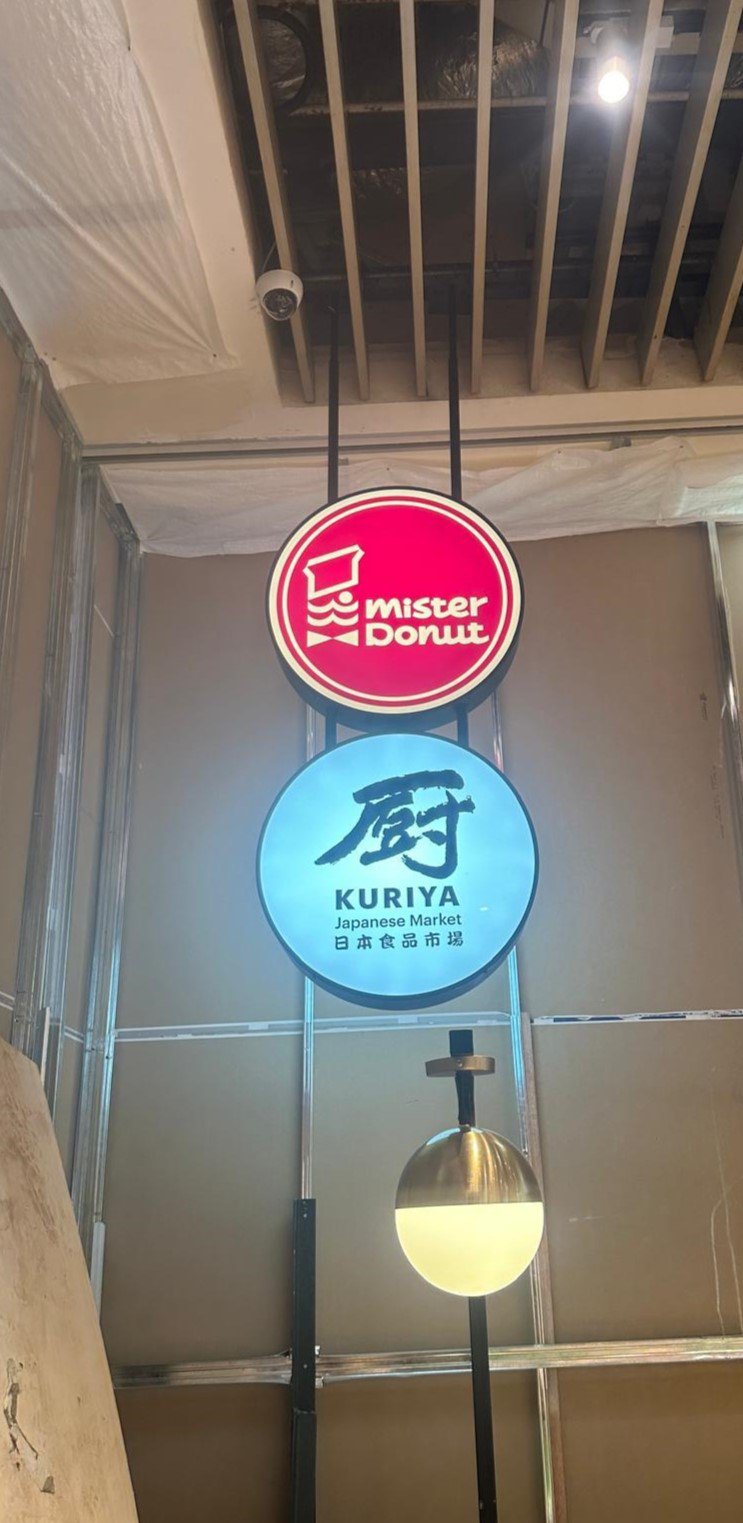 mister
Donut
厨
KURIYA
Japanese Market
日本食品市場